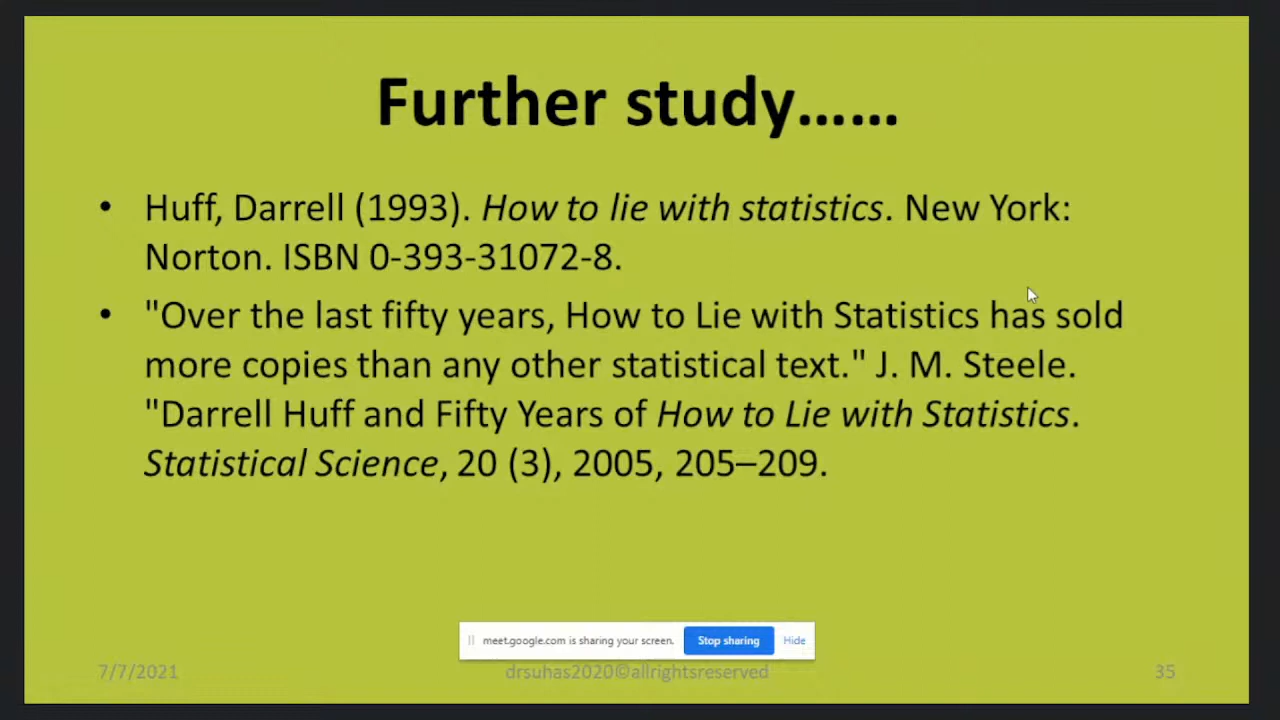 Further study……
• Huff, Darrell (1993). How to lie with statistics. New York:
Norton. ISBN 0-393-31072-8.
• "Over the last fifty years, How to Lie with Statistics has sold
more copies than any other statistical text." J. M. Steele.
"Darrell Huff and Fifty Years of How to Lie with Statistics.
Statistical Science, 20 (3), 2005, 205–209.
meet.google.com is sharing your screen. Stop sharing Hide
7/7/2021 drsuhas2020©allrightsreserved 35